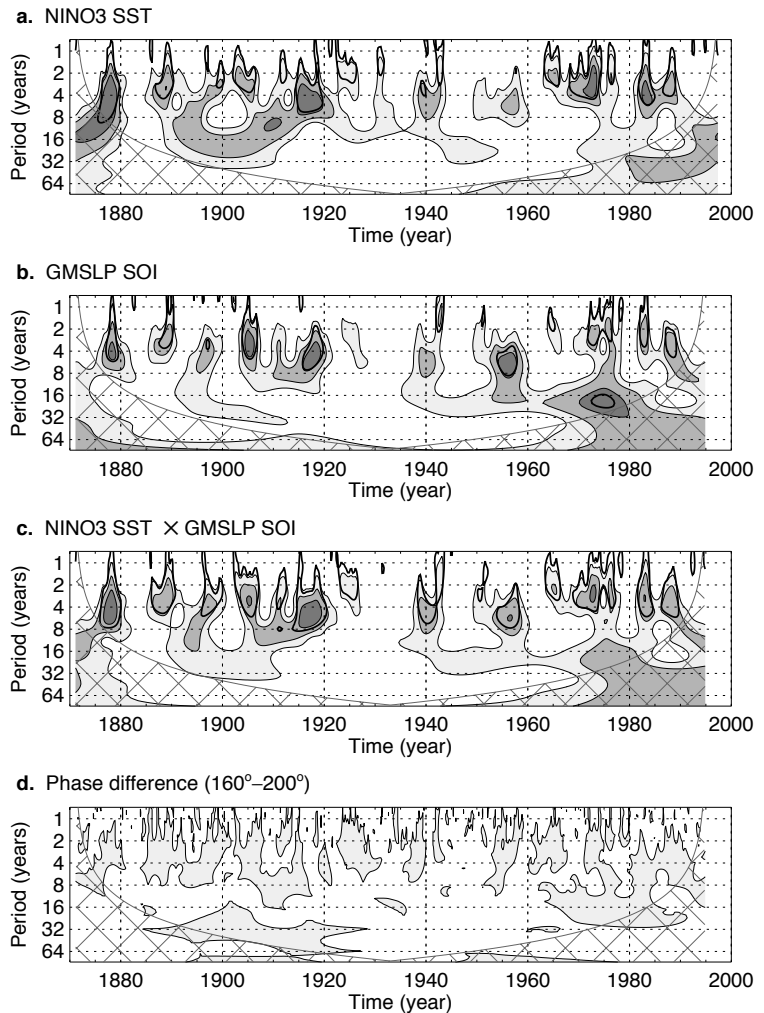 a. NINO3 SST
Period (years)
1
2
4
8
16
32
64
1880 1900 1920 1940 1960 1980 2000
Time (year)
b. GMSLP SOI
Period (years)
1
2
4
8
16
32
64
1880 1900 1920 1940 1960 1980 2000
Time (year)
c. NINO3 SST × GMSLP SOI
Period (years)
1
2
4
8
16
32
64
1880 1900 1920 1940 1960 1980 2000
Time (year)
d. Phase difference (160°–200°)
Period (years)
1
2
4
8
16
32
64
1880 1900 1920 1940 1960 1980 2000
Time (year)